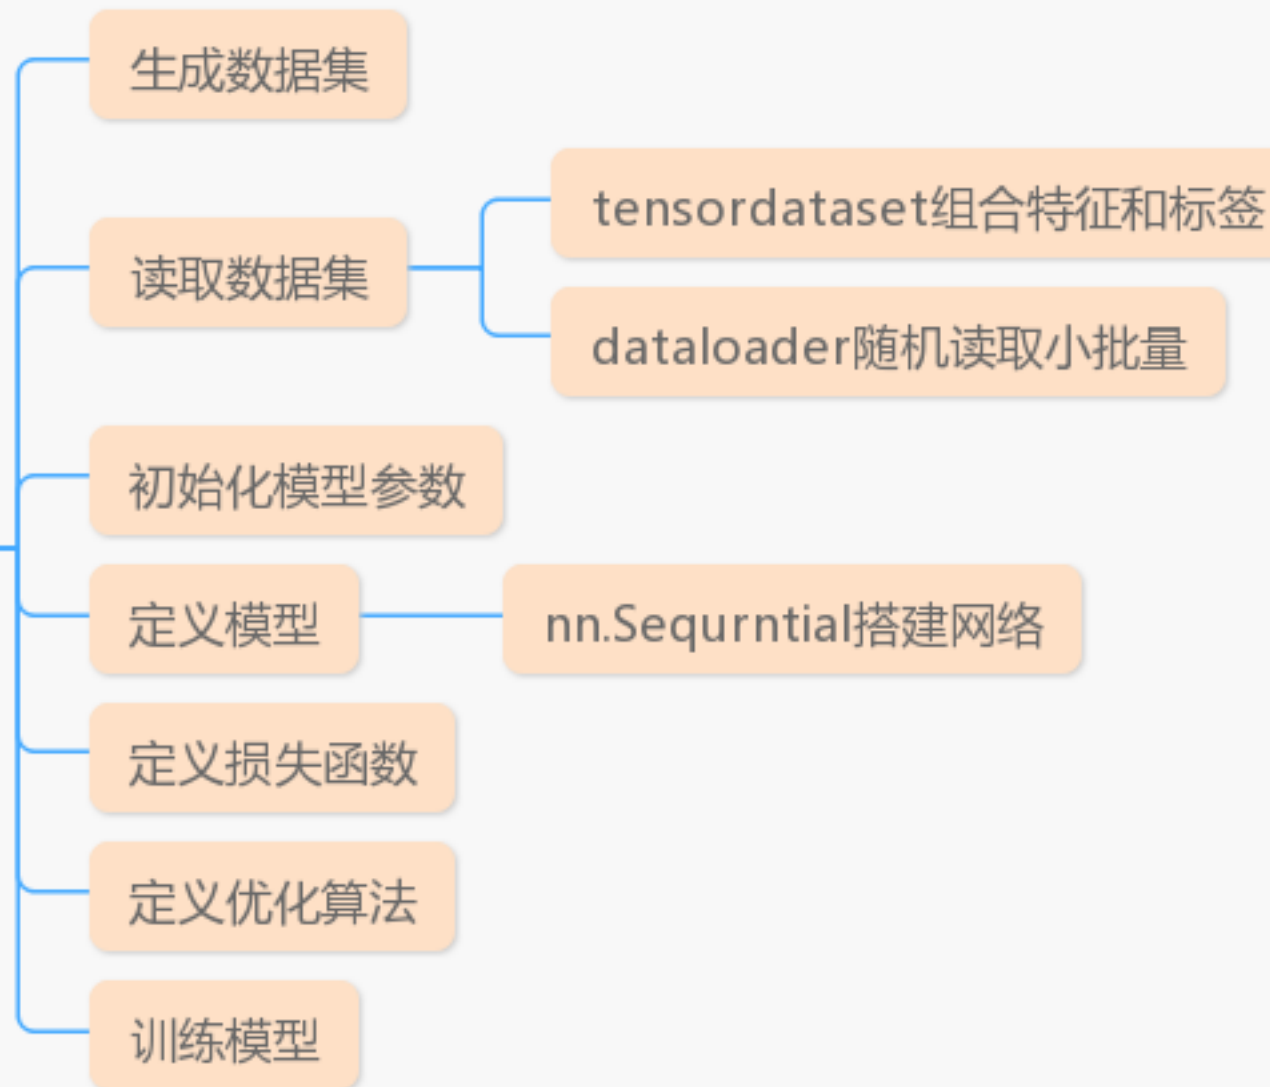 生成数据集
读取数据集
tensordataset组合特征和标签
dataloader随机读取小批量
初始化模型参数
定义模型
nn.Sequrntial搭建网络
定义损失函数
定义优化算法
训练模型